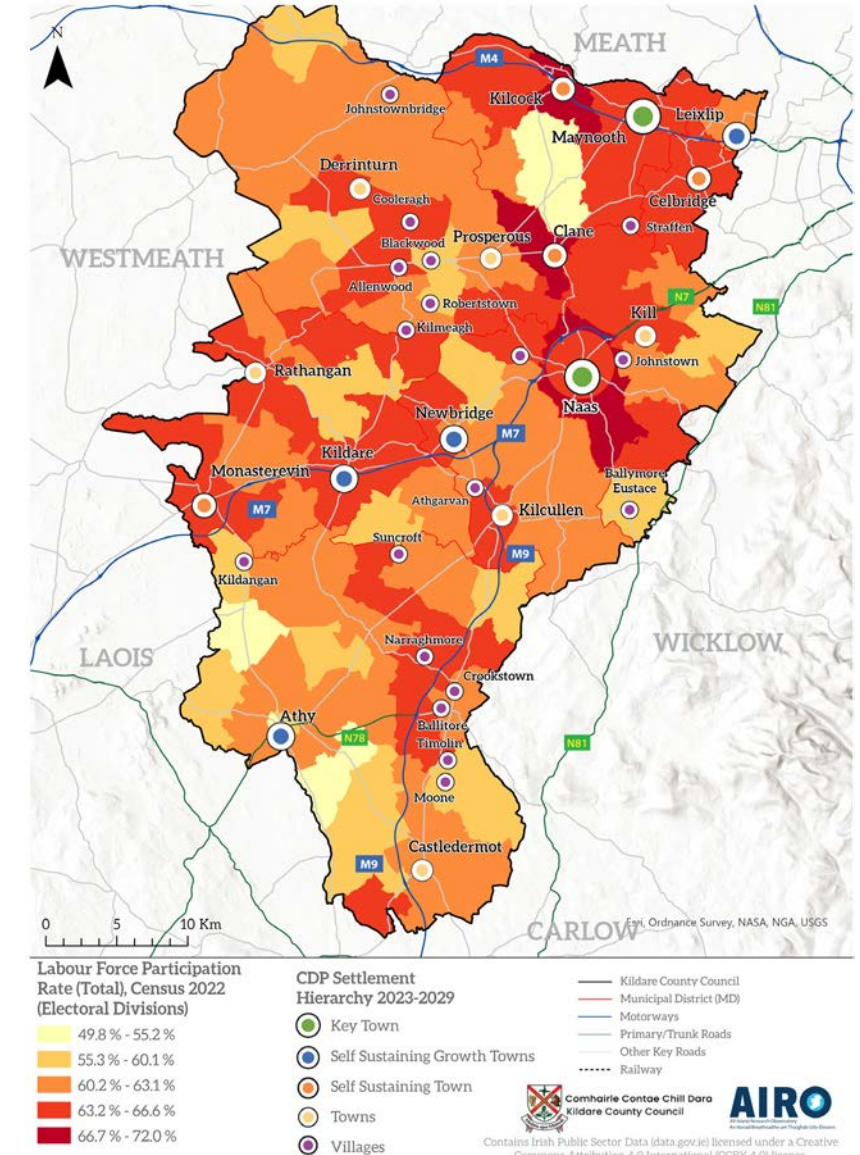 N
MEATH
M4
Kilcock
Johnstownbridge
Leixlip
Maynooth
Derrinturn
Celbridge
Cooleragh
Straffen
Clane
Prosperous
Blackwood
WESTMEATH
Allenwood
N7
N81
Robertstown
Kill
Kilmeagh
Johnstown
Rathangan
Naas
Newbridge
M7
Kildare
Monasterevin
Ballymore
Eustace
Athgarvan
M7
Kilcullen
Suncroft
M9
Kildangan
Narraghmore
WICKLOW
LAOIS
Crookstown
Athy
Ballitore
N78
N81
Timolin
Moone
Castledermot
M9
0 5 10 Km
CARLOW
Esri, Ordnance Survey, NASA, NGA, USGS
Labour Force Participation
Rate (Total), Census 2022
(Electoral Divisions)
49.8 % - 55.2 %
55.3 % - 60.1 %
60.2 % - 63.1 %
63.2 % - 66.6 %
66.7 % - 72.0 %
CDP Settlement
Hierarchy 2023-2029
Key Town
Self Sustaining Growth Towns
Self Sustaining Town
Towns
Villages
Kildare County Council
Municipal District (MD)
Motorways
Primary/Trunk Roads
Other Key Roads
Railway
Comhairle Contae Chill Dara
Kildare County Council
AIRO
Contains Irish Public Sector Data (data.gov.ie) licensed under a Creative